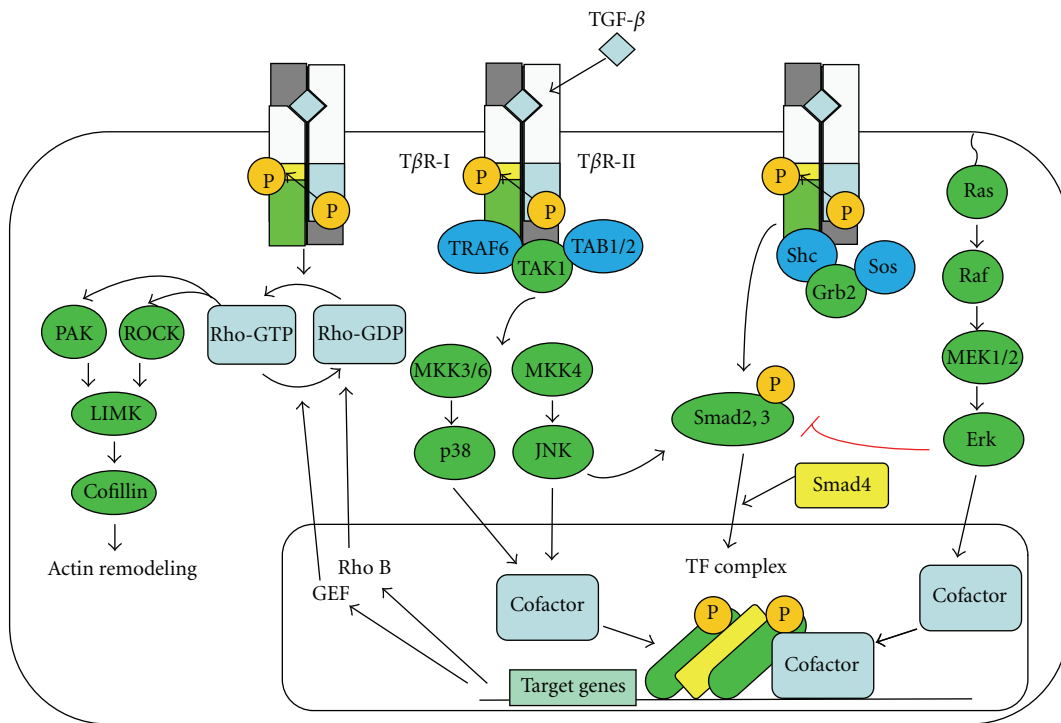 TGF-β
TβR-I
TβR-II
P
P
P
P
P
P
TRAF6
TAK1
TAB1/2
Shc
Grb2
Sos
Ras
Raf
MEK1/2
Erk
PAK
ROCK
Rho-GTP
Rho-GDP
MKK3/6
MKK4
LIMK
p38
JNK
P
Smad2, 3
Cofillin
Smad4
Actin remodeling
Rho B
GEF
TF complex
Cofactor
Cofactor
P
P
Cofactor
Target genes